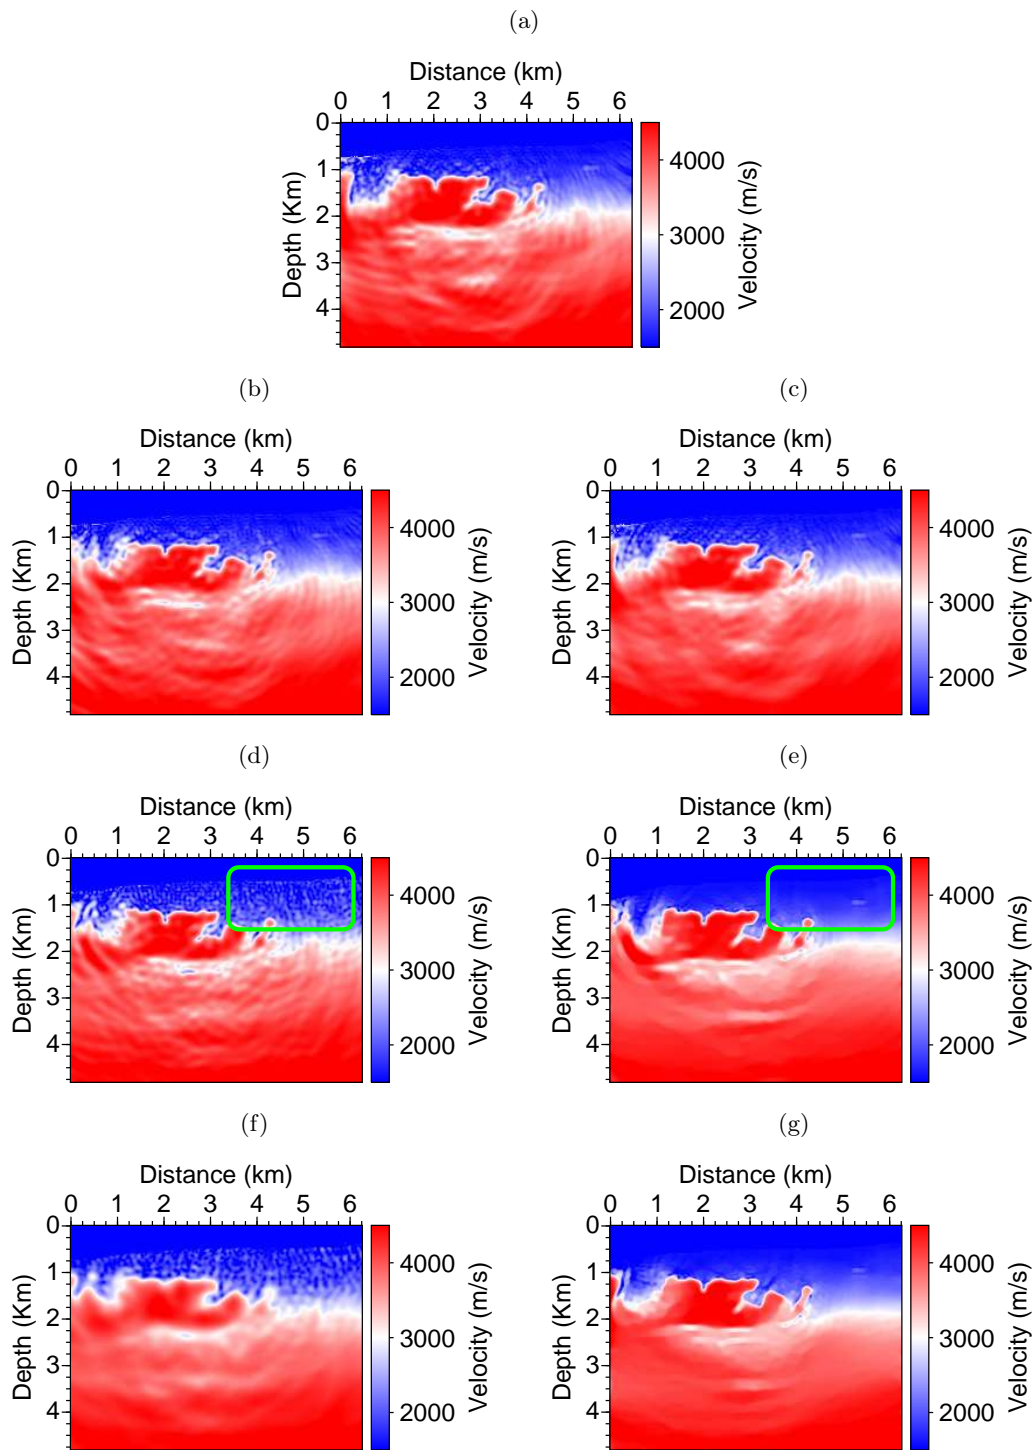 (a)
Distance (km)
0 1 2 3 4 5 6
0
1
2
3
4
Depth (Km)
4000
3000
2000
Velocity (m/s)
(b)
Distance (km)
0 1 2 3 4 5 6
0
1
2
3
4
Depth (Km)
4000
3000
2000
Velocity (m/s)
(c)
Distance (km)
0 1 2 3 4 5 6
0
1
2
3
4
Depth (Km)
4000
3000
2000
Velocity (m/s)
(d)
Distance (km)
0 1 2 3 4 5 6
0
1
2
3
4
Depth (Km)
4000
3000
2000
Velocity (m/s)
(e)
Distance (km)
0 1 2 3 4 5 6
0
1
2
3
4
Depth (Km)
4000
3000
2000
Velocity (m/s)
(f)
Distance (km)
0 1 2 3 4 5 6
0
1
2
3
4
Depth (Km)
4000
3000
2000
Velocity (m/s)
(g)
Distance (km)
0 1 2 3 4 5 6
0
1
2
3
4
Depth (Km)
4000
3000
2000
Velocity (m/s)